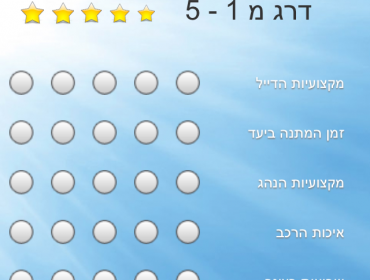 דרג מ 1 - 5
מקצועיות הדייל
זמן המתנה ביעד
מקצועיות הנהג
איכות הרכב